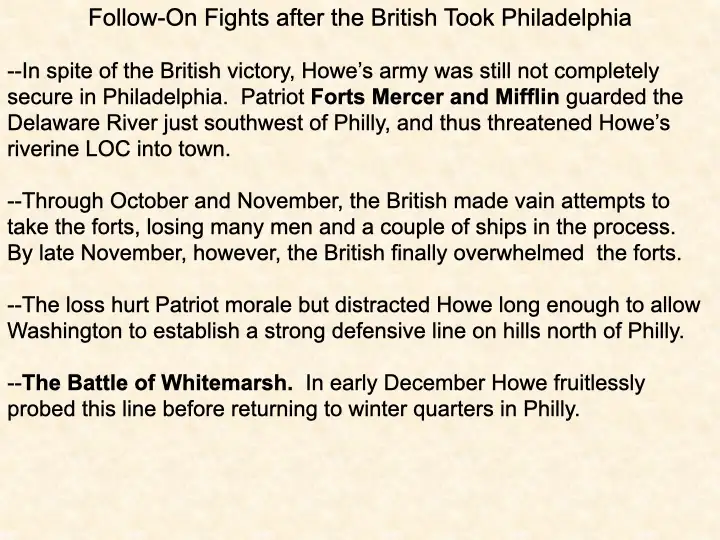 Follow-On Fights after the British Took Philadelphia
--In spite of the British victory, Howe’s army was still not completely
secure in Philadelphia.  Patriot Forts Mercer and Mifflin guarded the
Delaware River just southwest of Philly, and thus threatened Howe’s
riverine LOC into town.
--Through October and November, the British made vain attempts to
take the forts, losing many men and a couple of ships in the process.
By late November, however, the British finally overwhelmed  the forts.
--The loss hurt Patriot morale but distracted Howe long enough to allow
Washington to establish a strong defensive line on hills north of Philly.
--The Battle of Whitemarsh.  In early December Howe fruitlessly
probed this line before returning to winter quarters in Philly.